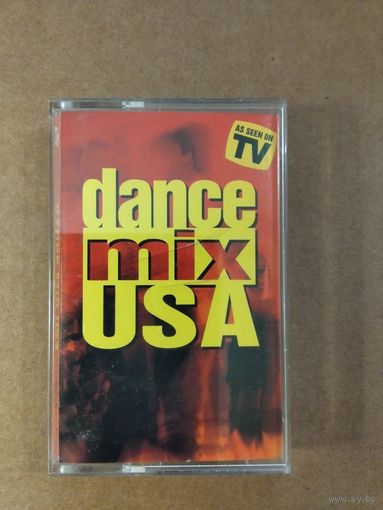 AS SEEN ON
TV
dance
mix
USA
www.ay.by